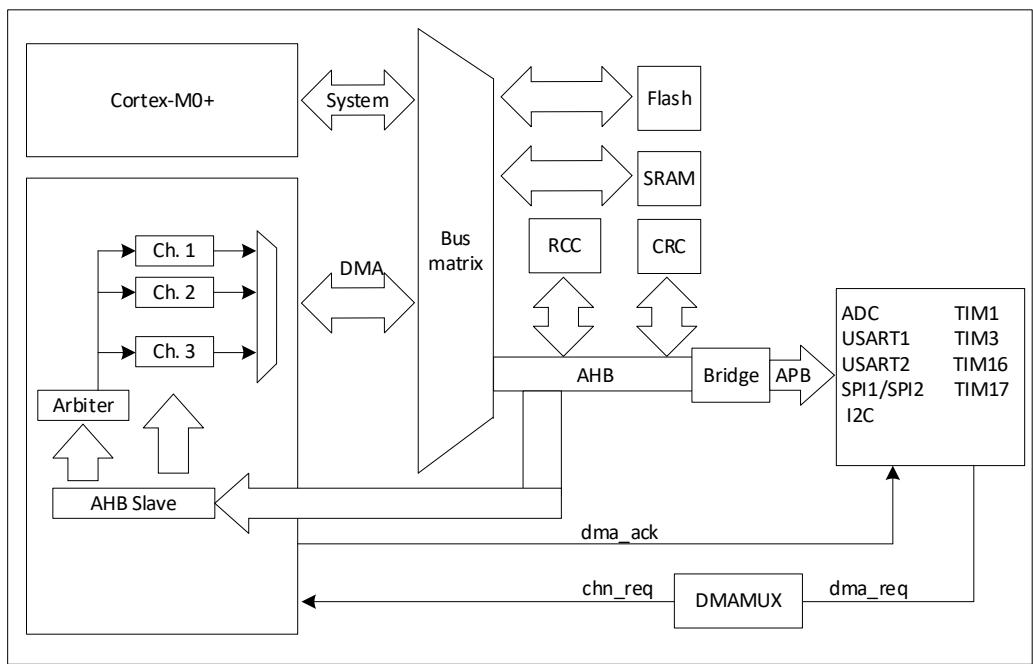 Cortex-M0+
System
Flash
SRAM
RCC
CRC
Bus
matrix
DMA
Ch. 1
Ch. 2
Ch. 3
Arbiter
AHB Slave
AHB
Bridge
APB
ADC TIM1
USART1 TIM3
USART2 TIM16
SPI1/SPI2 TIM17
I2C
dma_ack
chn_req
DMAMUX
dma_req